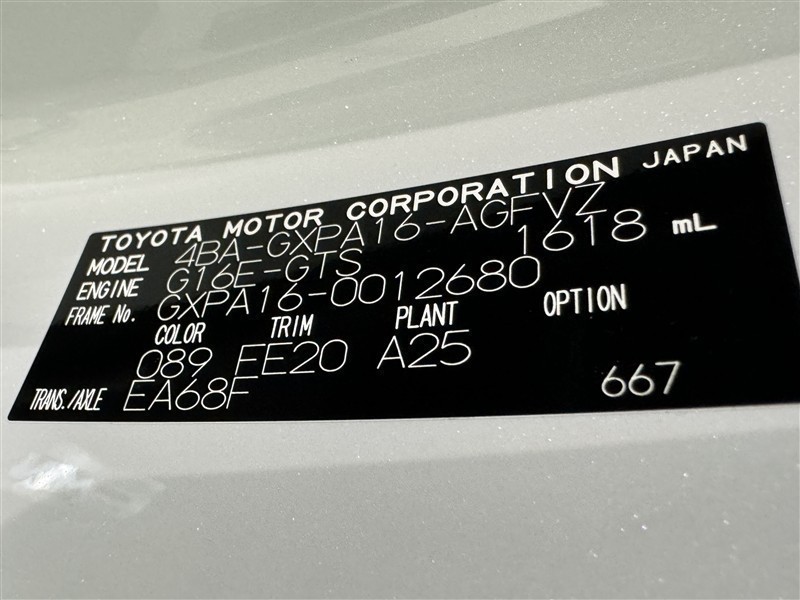 TOYOTA MOTOR CORPORATION JAPAN
MODEL 4BA-GXPA16-AGFVZ
ENGINE G16E-GTS 1618 mL
FRAME No. GXPA16-0012680
COLOR TRIM PLANT OPTION
089 EE20 A25
TRANS./AXLE EA68F 667